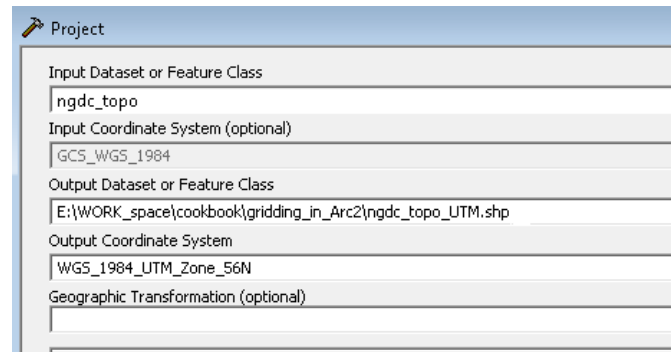 Project
Input Dataset or Feature Class
ngdc_topo
Input Coordinate System (optional)
GCS_WGS_1984
Output Dataset or Feature Class
E:\WORK_space\cookbook\gridding_in_Arc2\ngdc_topo_UTM.shp
Output Coordinate System
WGS_1984_UTM_Zone_56N
Geographic Transformation (optional)